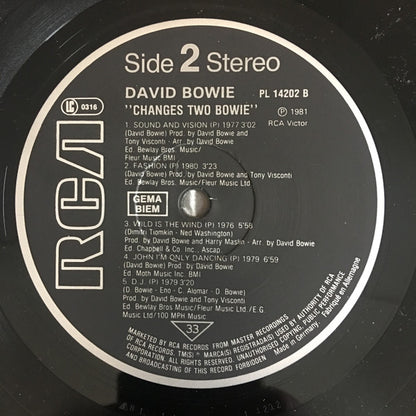 Side 2 Stereo
LC 0316
DAVID BOWIE PL 14202 B
"CHANGES TWO BOWIE" ℗ 1981
RCA Victor
1. SOUND AND VISION (P) 1977 3'02
(David Bowie) Prod. by David Bowie and
Tony Visconti - Arr. by David Bowie
Ed. Bewlay Bros. Music/
Fleur Music BMI
2. FASHION (P) 1980 3'23
(David Bowie) Prod. by David Bowie and Tony Visconti
Ed. Bewlay Bros. Music/Fleur Music Ltd
GEMA
BIEM
3. WILD IS THE WIND (P) 1976 5'58
(Dimitri Tiomkin - Ned Washington)
Prod. by David Bowie and Harry Maslin - Arr. by David Bowie
Ed. Chappell & Co Inc., Ascap.
4. JOHN I'M ONLY DANCING (P) 1979 6'59
(David Bowie) Prod. by David Bowie
Ed. Moth Music Inc. BMI
5. D.J. (P) 1979 3'20
(D. Bowie - Eno - C. Alomar - D. Bowie)
Prod. by David Bowie and Tony Visconti
Ed. Bewlay Bros Music/Fleur Music Ltd/E.G
Music Ltd/100 MPH Music
33
RCA
MARKETED BY RCA RECORDS FROM MASTER RECORDINGS
OF RCA RECORDS. TM(S) ® MARCA(S) REGISTRADA(S) USED BY AUTHORITY OF RCA
CORPORATION. ALL RIGHTS RESERVED. UNAUTHORISED COPYING, PUBLIC PERFORMANCE
AND BROADCASTING OF THIS RECORD FORBIDDEN.
Made in Germany. Fabriqué en Allemagne